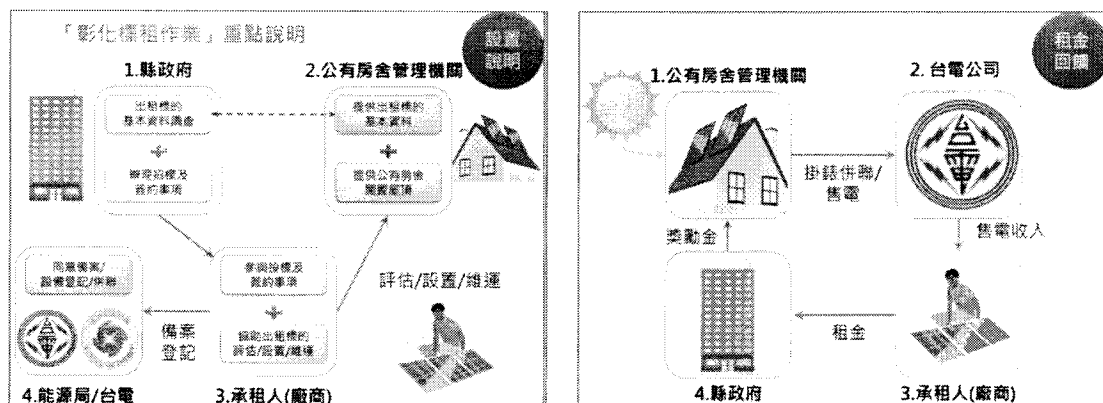 「彰化標租作業」重點說明
設置
說明
1.縣政府
2.公有房舍管理機關
出租標的
基本資料調查
提供出租標的
基本資料
+
+
辦理招標及
簽約事項
提供公有房舍
閒置屋頂
同意備案/
設備登記/併聯
參與投標及
簽約事項
+
協助出租標的
評估/設置/維運
備案
登記
評估/設置/維運
4.能源局/台電
3.承租人(廠商)
租金
回饋
1.公有房舍管理機關
2. 台電公司
掛錶併聯/
售電
獎勵金
售電收入
租金
4.縣政府
3.承租人(廠商)